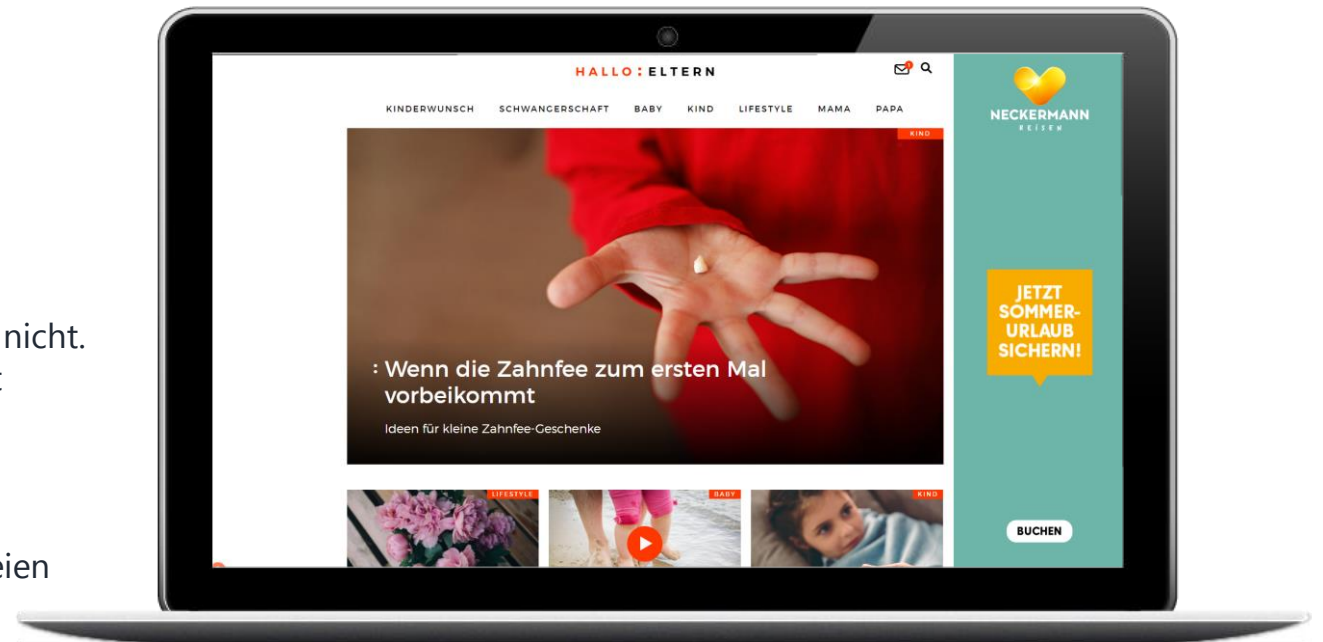 nicht.
HALLO:ELTERN
1
KINDERWUNSCH SCHWANGERSCHAFT BABY KIND LIFESTYLE MAMA PAPA
KIND
: Wenn die Zahnfee zum ersten Mal
vorbeikommt
Ideen für kleine Zahnfee-Geschenke
LIFESTYLE
BABY
KIND
NECKERMANN
REISEN
JETZT
SOMMER-
URLAUB
SICHERN!
BUCHEN